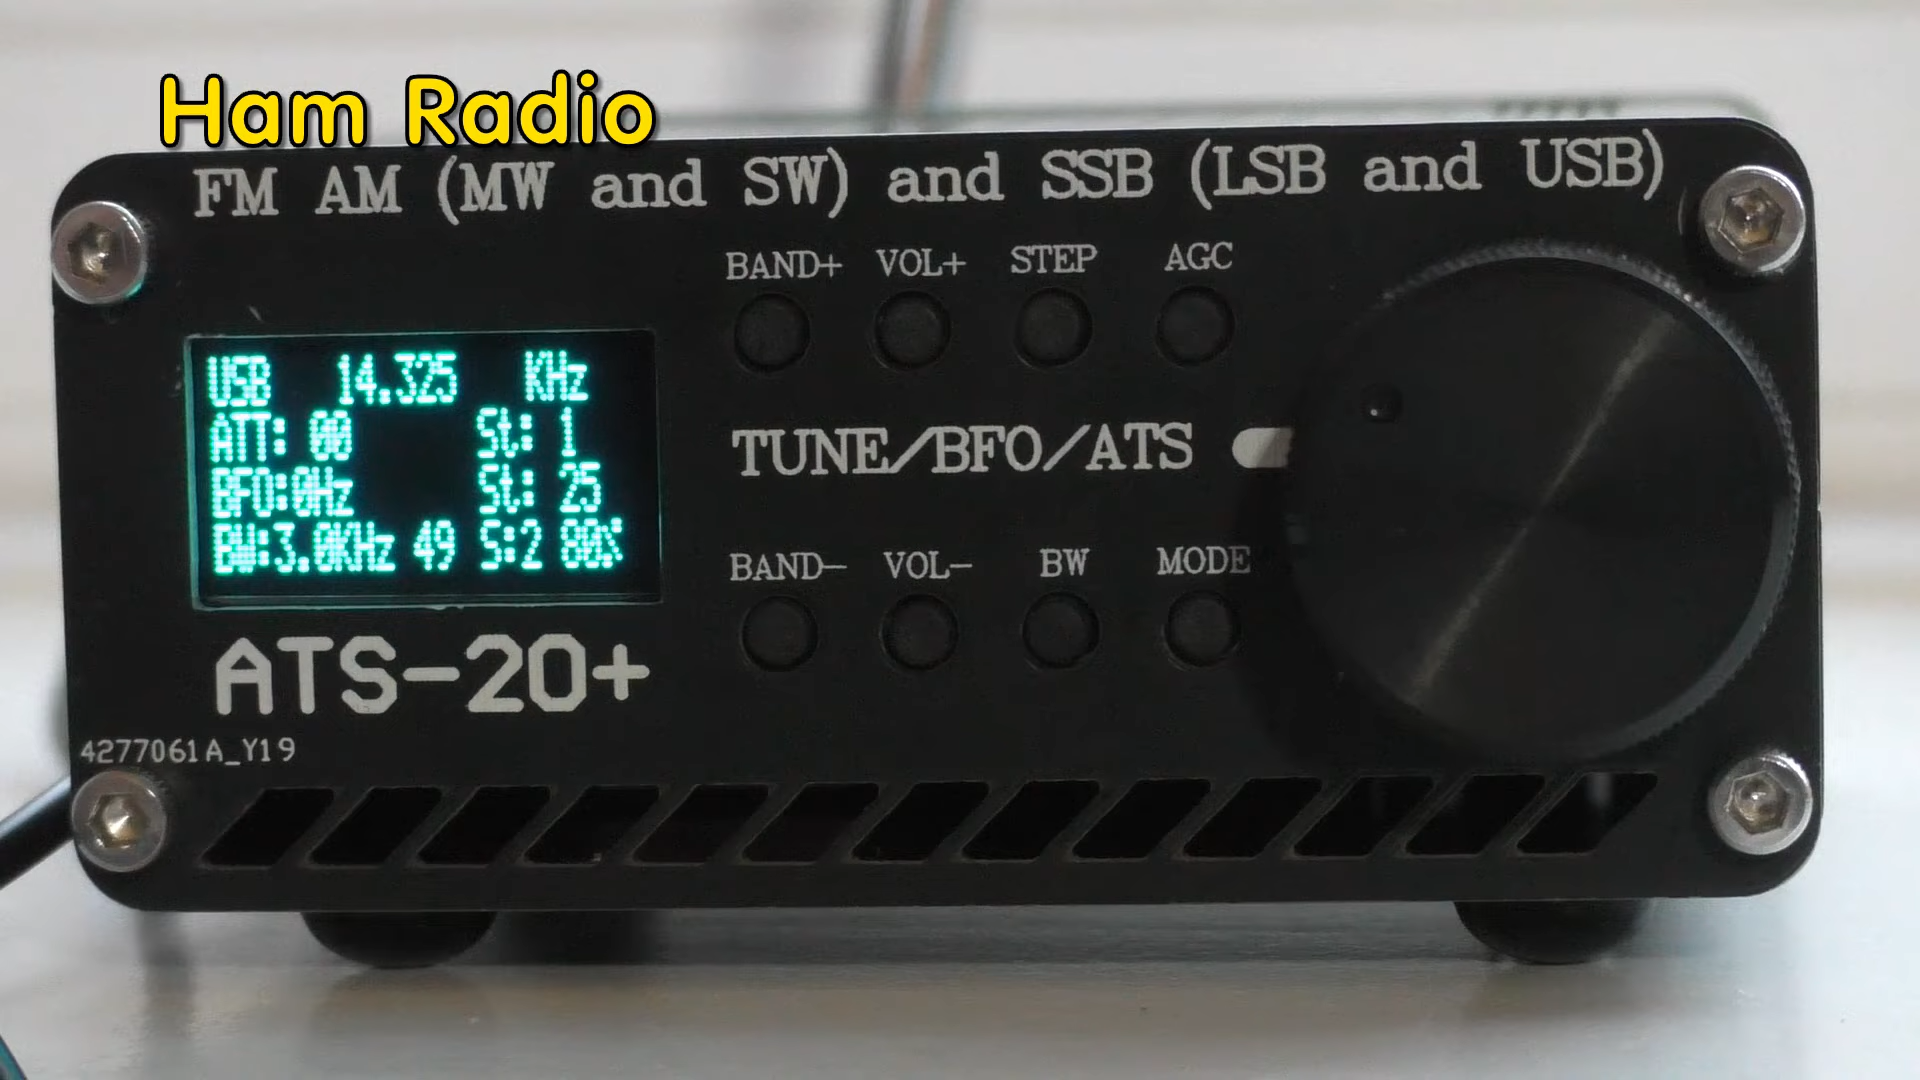 Ham Radio
FM AM (MW and SW) and SSB (LSB and USB)
BAND+ VOL+ STEP AGC
USB 14.325 KHz
ATT: 00 St: 1
BFO:0Hz St: 25
BW:3.0KHz 49 S:2 80%
TUNE/BFO/ATS
BAND- VOL- BW MODE
ATS-20+
4277061A_Y19